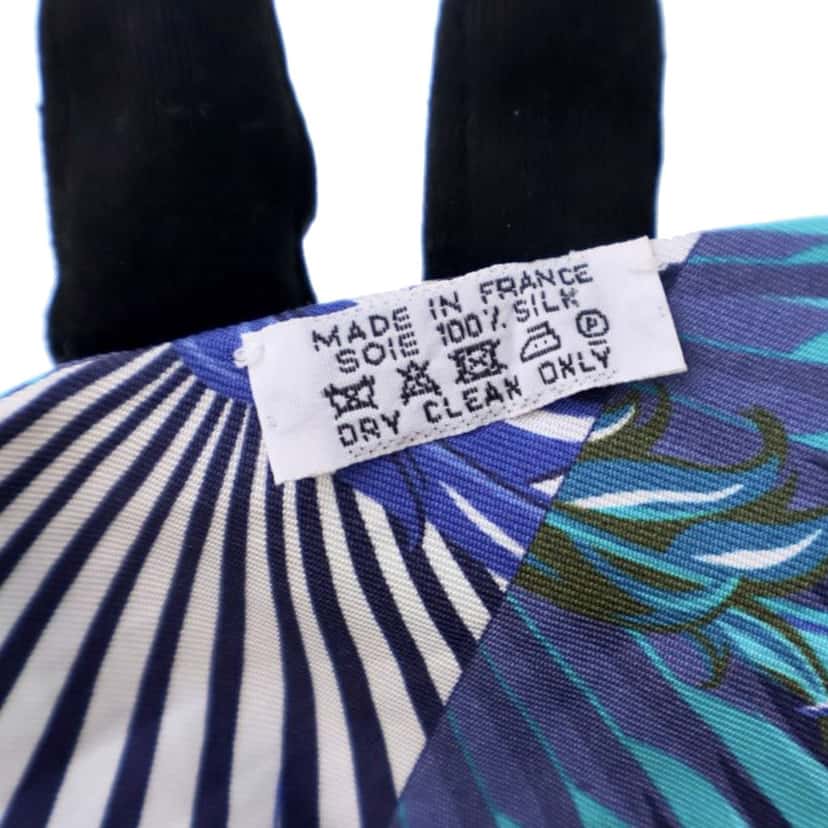 MADE IN FRANCE
SOIE 100% SILK
P
DRY CLEAN ONLY